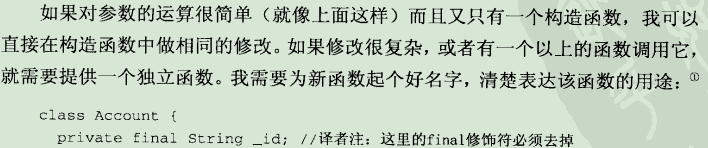 如果对参数的运算很简单（就像上面这样）而且又只有一个构造函数，我可以
直接在构造函数中做相同的修改。如果修改很复杂，或者有一个以上的函数调用它，
就需要提供一个独立函数。我需要为新函数起个好名字，清楚表达该函数的用途：①
class Account {
private final String _id; //译者注：这里的final修饰符必须去掉